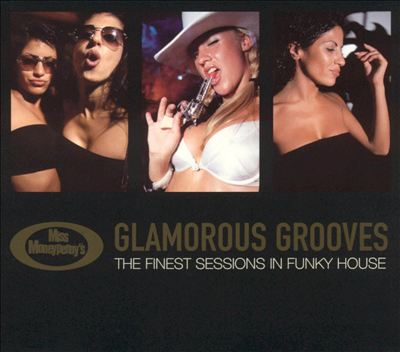 Miss
Moneypenny's
GLAMOROUS GROOVES
THE FINEST SESSIONS IN FUNKY HOUSE